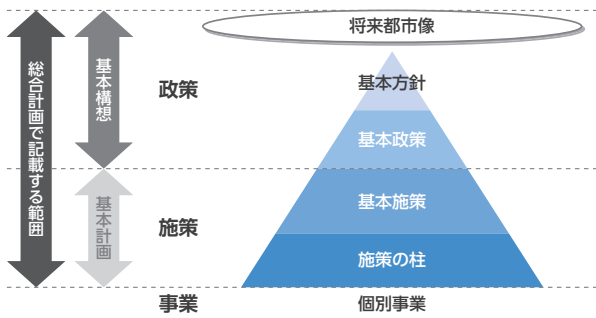 将来都市像
総合計画で記載する範囲
基本構想
政策
基本方針
基本政策
基本計画
施策
基本施策
施策の柱
事業
個別事業